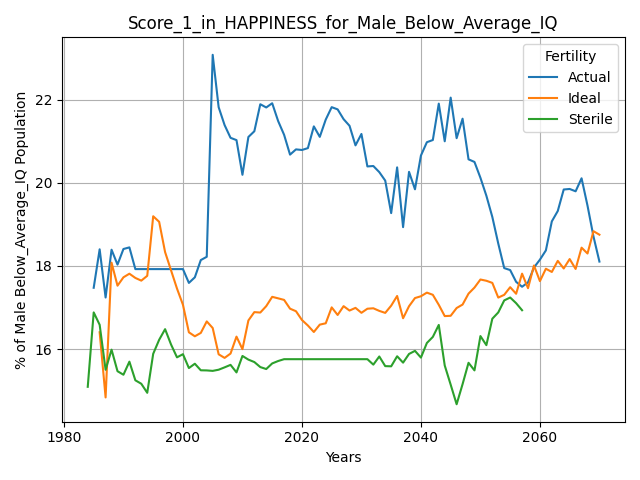 Score_1_in_HAPPINESS_for_Male_Below_Average_IQ
Fertility
Actual
Ideal
Sterile
% of Male Below_Average_IQ Population
22
20
18
16
1980
2000
2020
2040
2060
Years